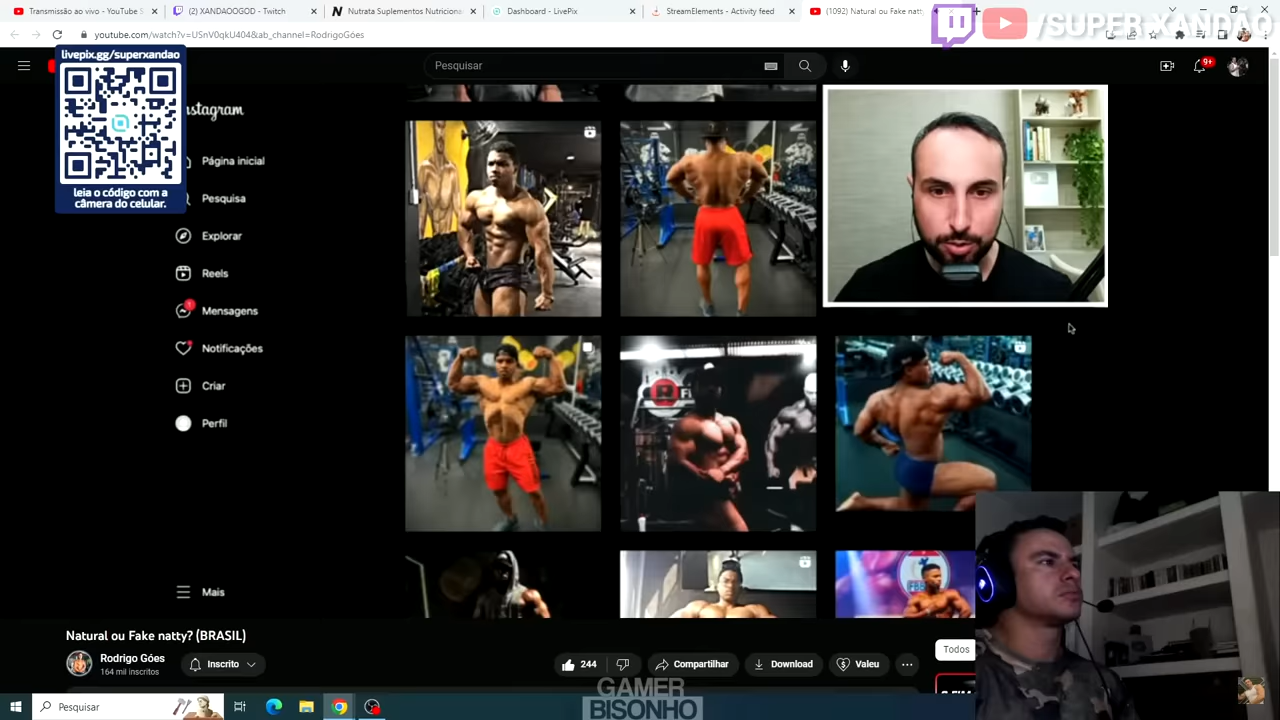 Transmissão ao vivo - YouTube S
(2) XANDAOOGOD - Twitch
Nutrata Suplementos Nutriciona
Dashboard - LivePix
StreamElements - Activity feed
(1092) Natural ou Fake natty
/SUPER XANDÃO
youtube.com/watch?v=USnV0qkU404&ab_channel=RodrigoGóes
livepix.gg/superxandao
leia o código com a
câmera do celular.
Pesquisar
9+
nstagram
Página inicial
Pesquisa
Explorar
Reels
1
Mensagens
Notificações
Criar
Perfil
Mais
Natural ou Fake natty? (BRASIL)
Rodrigo Góes
164 mil inscritos
Inscrito
244
Compartilhar
Download
Valeu
Todos
GAMER
BISONHO
Pesquisar